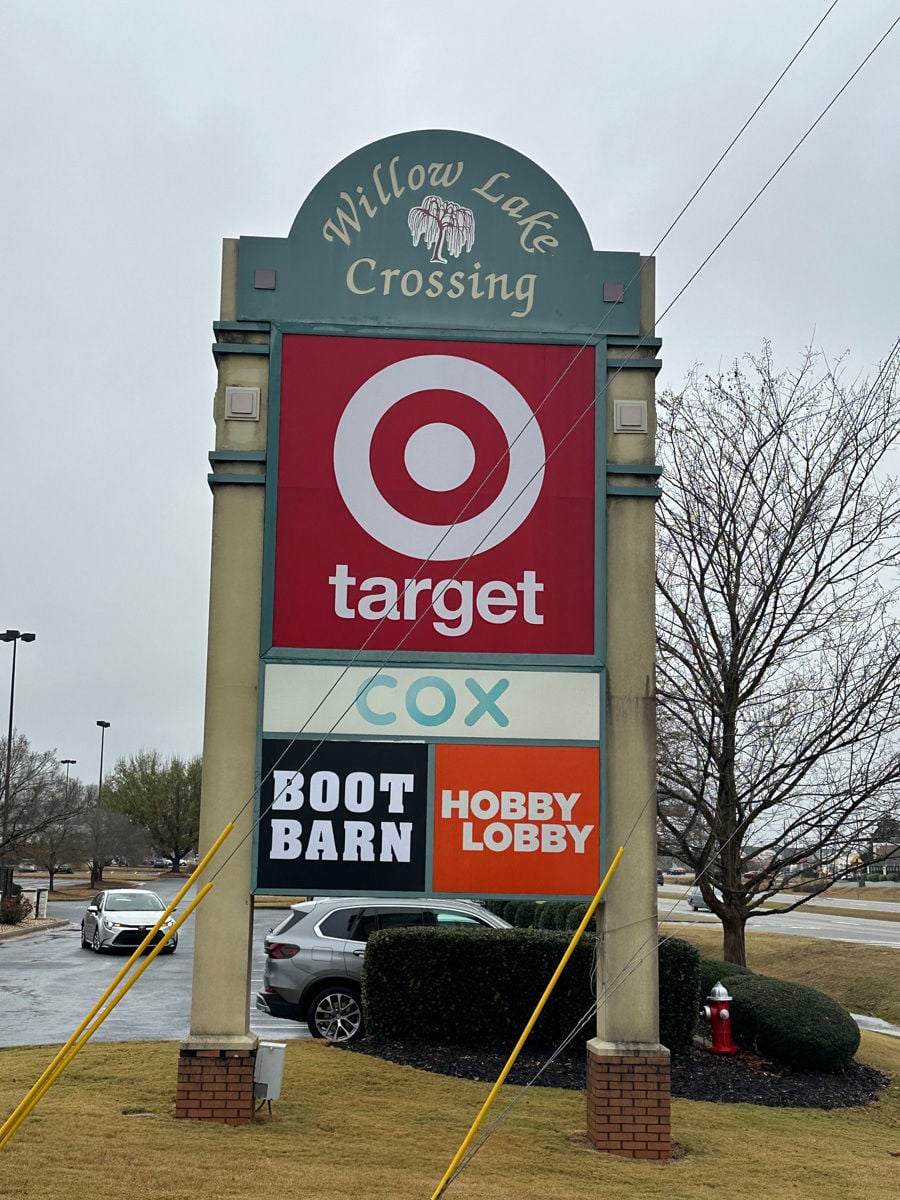 Willow Lake
Crossing
target
cox
BOOT
BARN
HOBBY
LOBBY